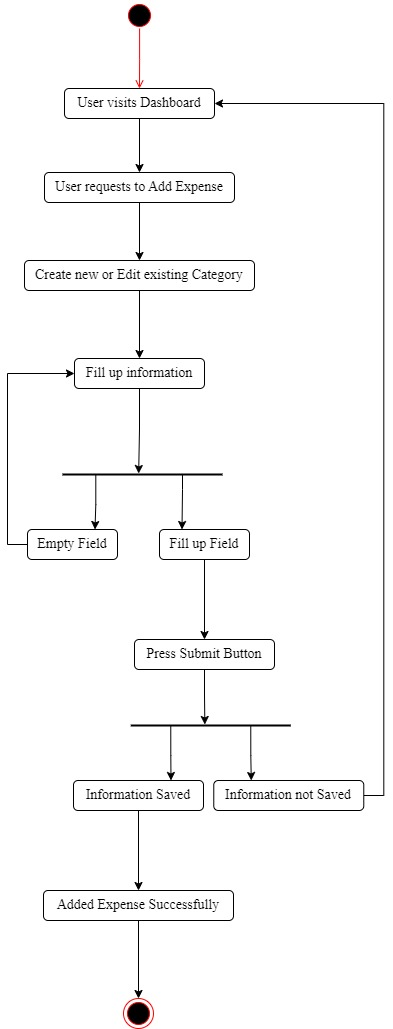 User visits Dashboard
User requests to Add Expense
Create new or Edit existing Category
Fill up information
Empty Field
Fill up Field
Press Submit Button
Information Saved
Information not Saved
Added Expense Successfully